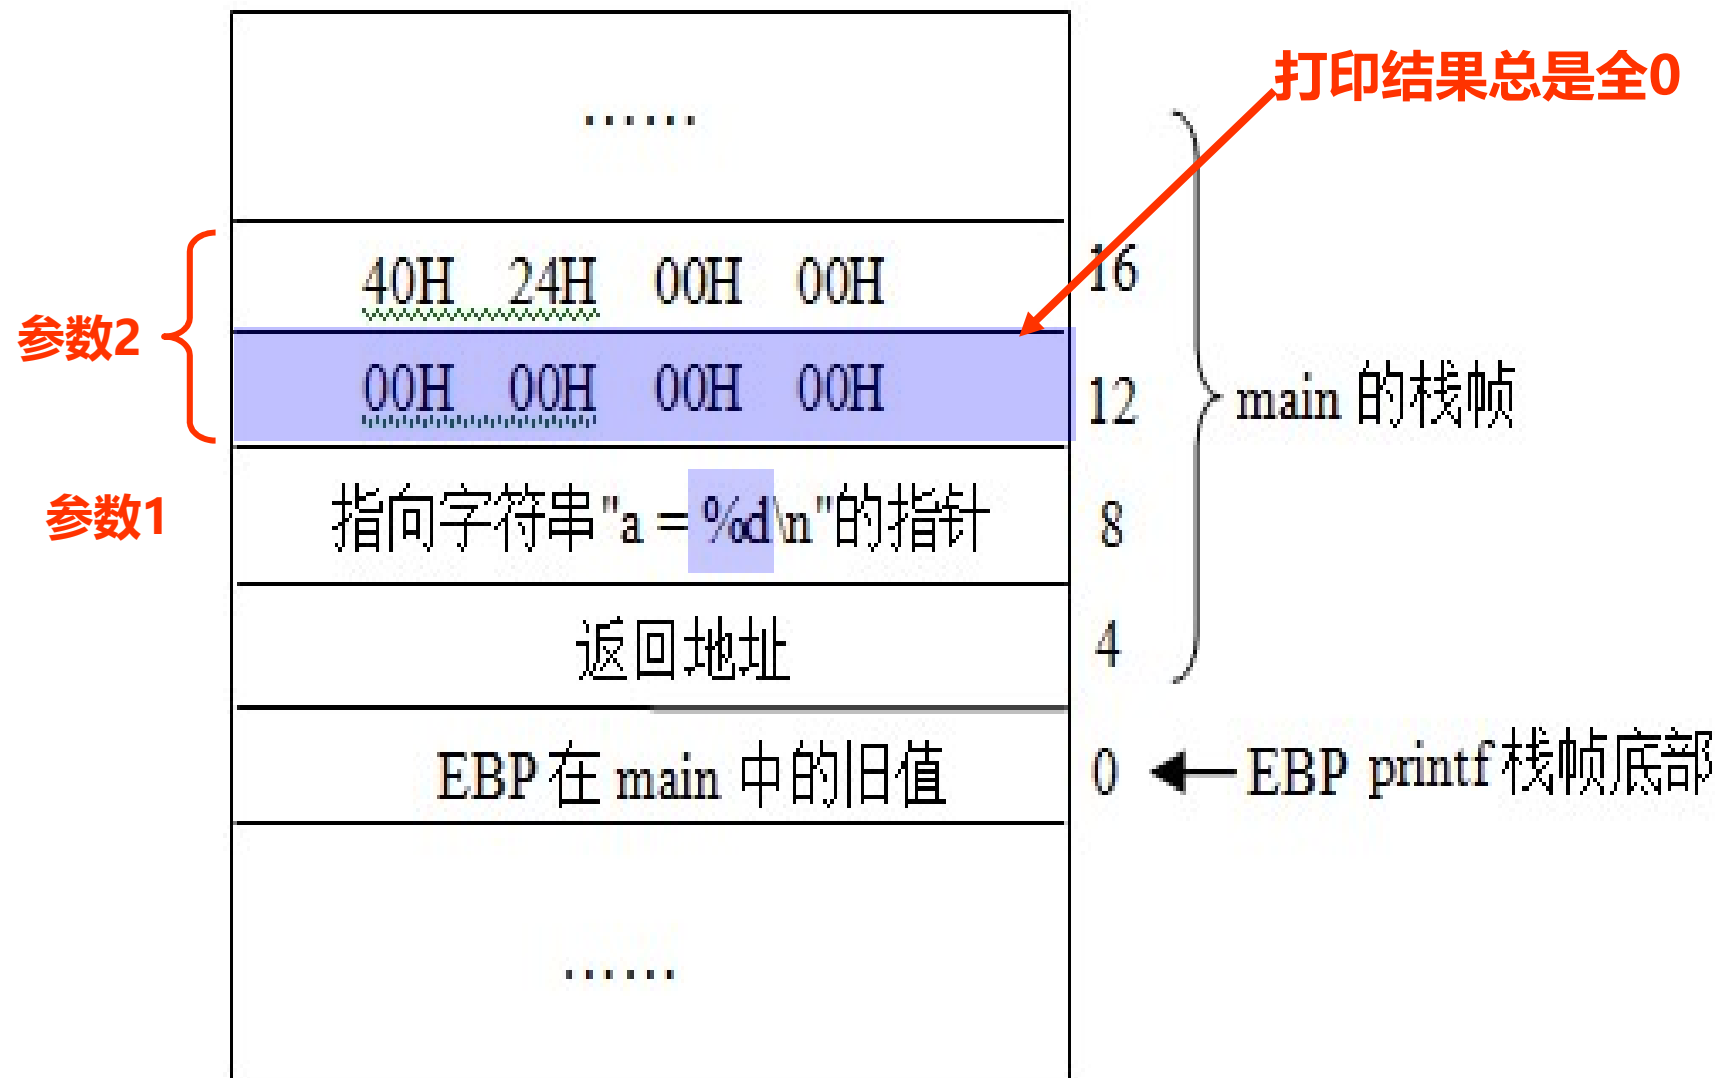 打印结果总是全0
......
40H 24H 00H 00H
16
参数2
00H 00H 00H 00H
12
main 的栈帧
参数1
指向字符串"a = %d\n"的指针
8
返回地址
4
EBP 在 main 中的旧值
0
EBP printf 栈帧底部
......